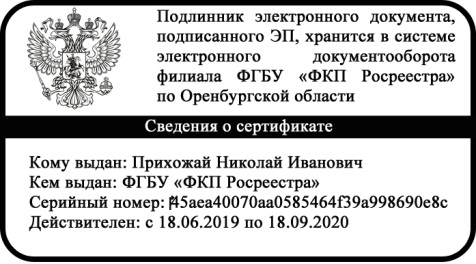 Подлинник электронного документа,
подписанного ЭП, хранится в системе
электронного документооборота
филиала ФГБУ «ФКП Росреестра»
по Оренбургской области
Сведения о сертификате
Кому выдан: Прихожай Николай Иванович
Кем выдан: ФГБУ «ФКП Росреестра»
Серийный номер: f45aea40070aa0585464f39a998690e8c
Действителен: с 18.06.2019 по 18.09.2020